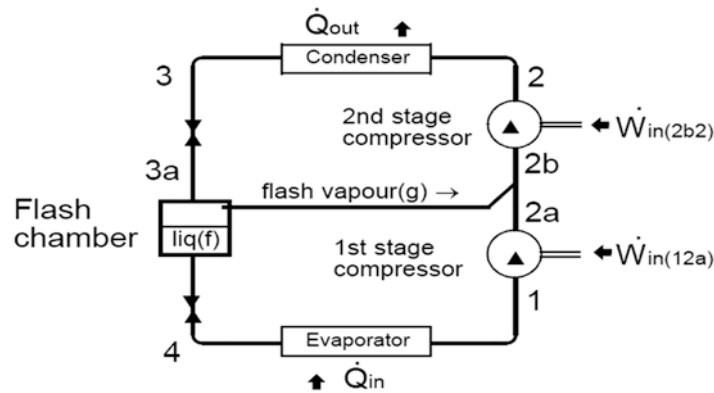 Q̇out
Condenser
3
2
2nd stage
compressor
Ẇin(2b2)
3a
2b
flash vapour(g) →
Flash
chamber
liq(f)
2a
1st stage
compressor
Ẇin(12a)
1
4
Evaporator
Q̇in